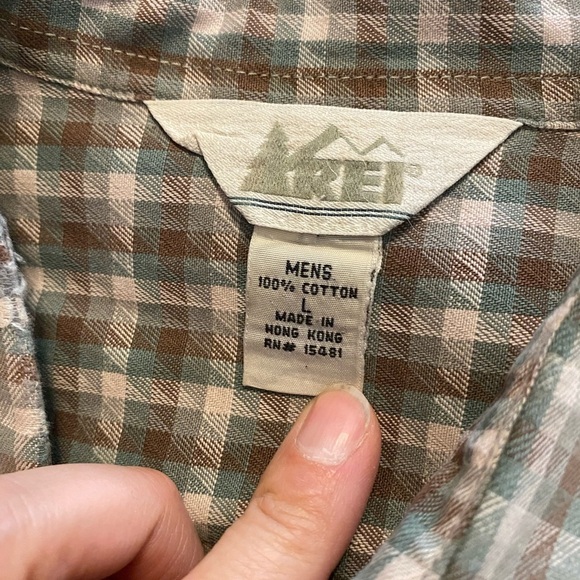 REI
MENS
100% COTTON
L
MADE IN
HONG KONG
RN# 15481